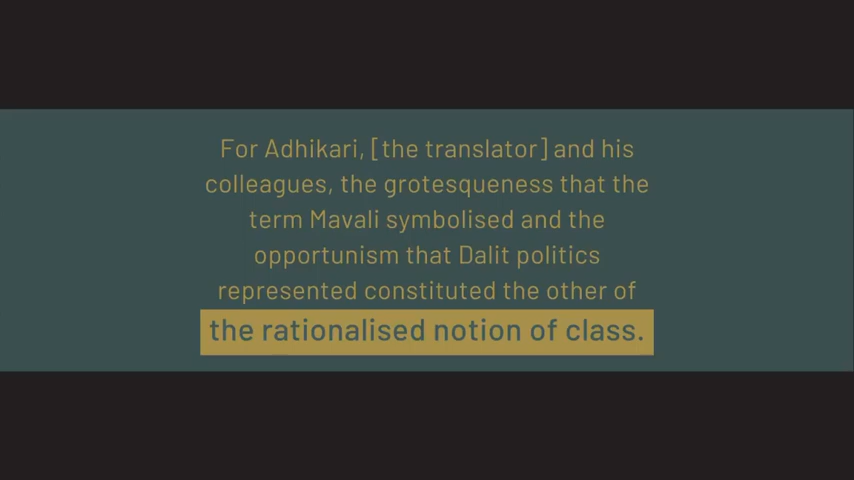 For Adhikari, [the translator] and his
colleagues, the grotesqueness that the
term Mavali symbolised and the
opportunism that Dalit politics
represented constituted the other of
the rationalised notion of class.